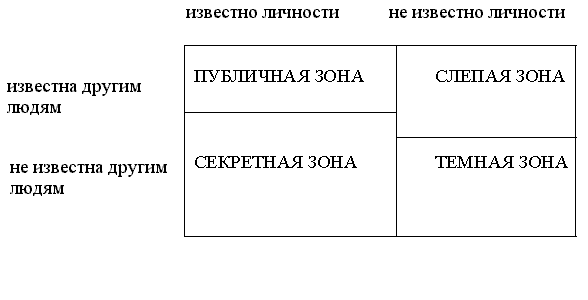 известно личности не известно личности
известна другим
людям
ПУБЛИЧНАЯ ЗОНА СЛЕПАЯ ЗОНА
не известна другим
людям
СЕКРЕТНАЯ ЗОНА ТЕМНАЯ ЗОНА